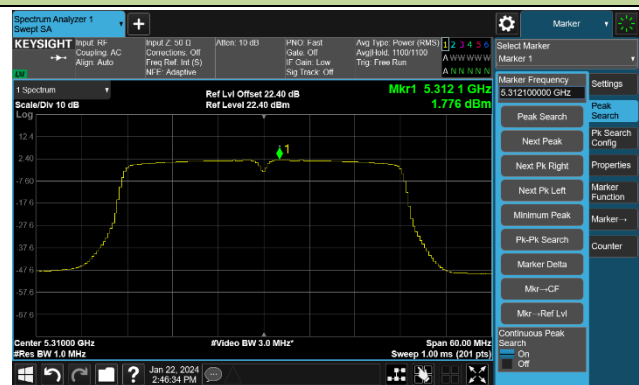 Spectrum Analyzer 1
Swept SA
+
Marker
KEYSIGHT
Input: RF
Coupling: AC
Align: Auto
Input Z: 50 Ω
Corrections: Off
Freq Ref: Int (S)
NFE: Adaptive
Atten: 10 dB
PNO: Fast
Gate: Off
IF Gain: Low
Sig Track: Off
Avg Type: Power (RMS)
Avg|Hold: 1100/1100
Trig: Free Run
1 2 3 4 5 6
A W W W W W
A N N N N N
LVI
Select Marker
Marker 1
1 Spectrum
Scale/Div 10 dB
Log
Ref Lvl Offset 22.40 dB
Ref Level 22.40 dBm
Mkr1 5.312 1 GHz
1.776 dBm
12.4
2.40
-7.60
-17.6
-27.6
-37.6
-47.6
-57.6
-67.6
1
Center 5.31000 GHz
#Res BW 1.0 MHz
#Video BW 3.0 MHz*
Span 60.00 MHz
Sweep 1.00 ms (201 pts)
Marker Frequency
5.312100000 GHz
Peak Search
Next Peak
Next Pk Right
Next Pk Left
Minimum Peak
Pk-Pk Search
Marker Delta
Mkr→CF
Mkr→Ref Lvl
Continuous Peak
Search
On
Off
Settings
Peak
Search
Pk Search
Config
Properties
Marker
Function
Marker→
Counter
?
Jan 22, 2024
2:46:34 PM